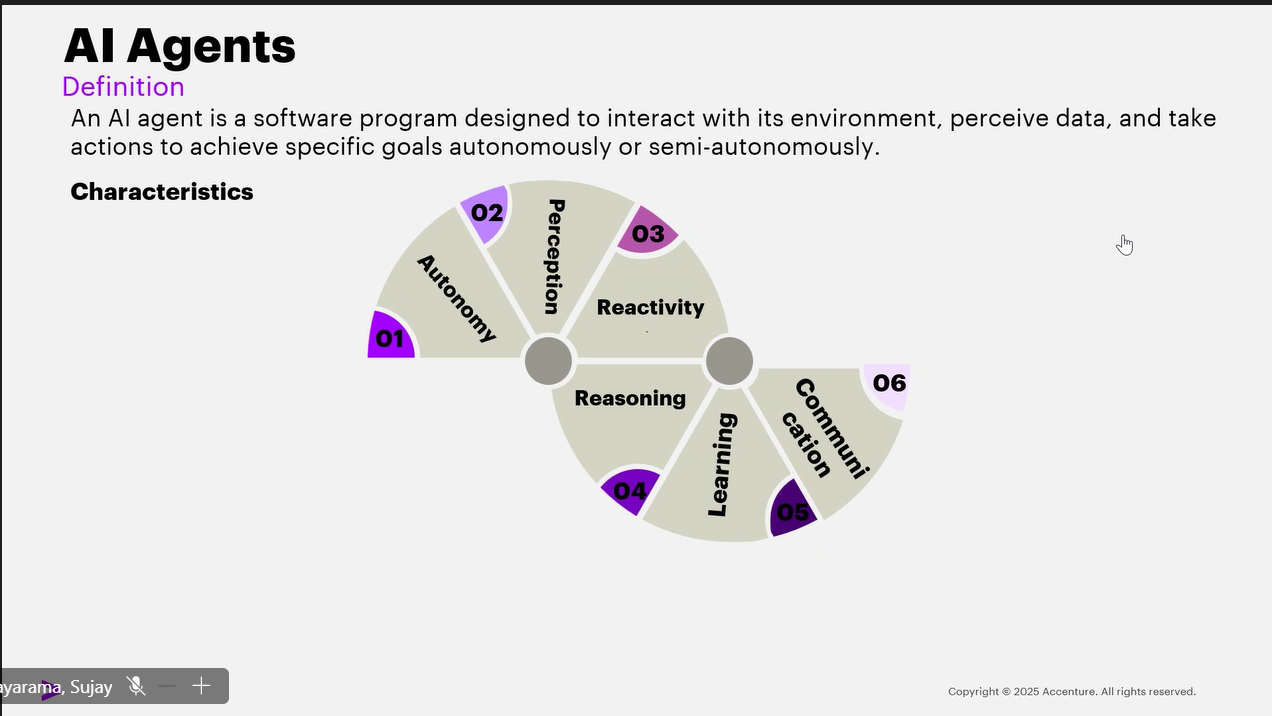 AI Agents
Definition
An AI agent is a software program designed to interact with its environment, perceive data, and take
actions to achieve specific goals autonomously or semi-autonomously.
Characteristics
01
Autonomy
02
Perception
03
Reactivity
Reasoning
04
Learning
05
Communi
cation
06
ayarama, Sujay
Copyright © 2025 Accenture. All rights reserved.